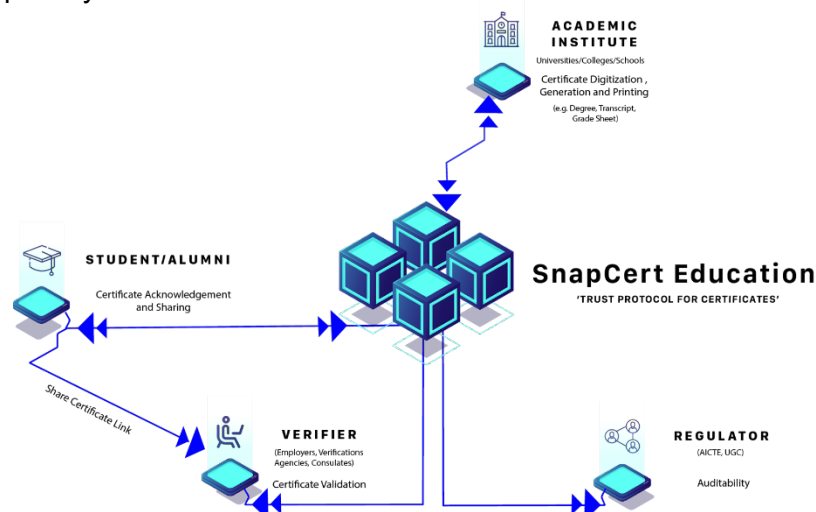 ACADEMIC
INSTITUTE
Universities/Colleges/Schools
Certificate Digitization ,
Generation and Printing
(e.g. Degree, Transcript,
Grade Sheet)
STUDENT/ALUMNI
Certificate Acknowledgement
and Sharing
SnapCert Education
'TRUST PROTOCOL FOR CERTIFICATES'
Share Certificate Link
VERIFIER
(Employers, Verifications
Agencies, Consulates)
Certificate Validation
REGULATOR
(AICTE, UGC)
Auditability